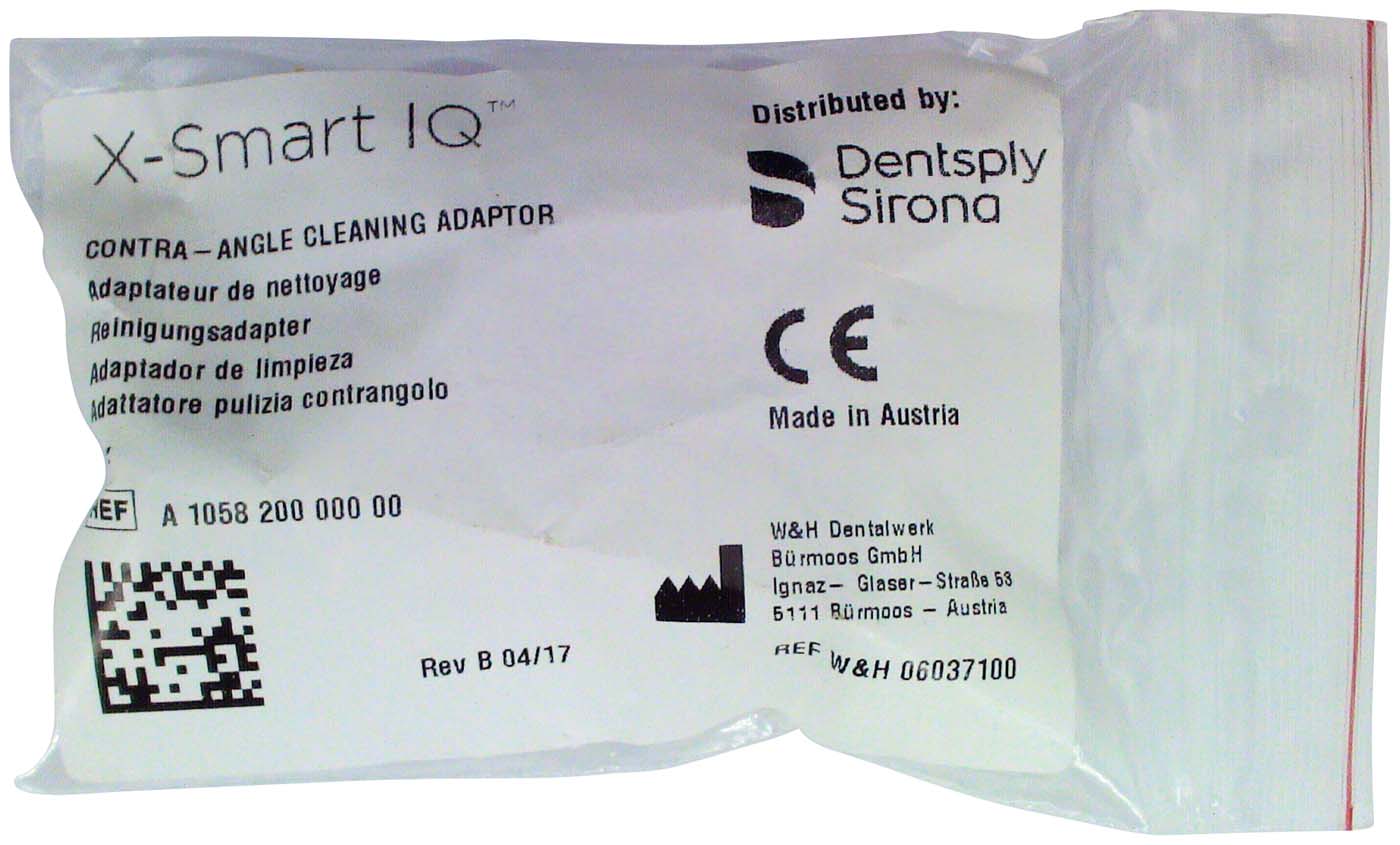 X-Smart IQ™
CONTRA-ANGLE CLEANING ADAPTOR
Adaptateur de nettoyage
Reinigungsadapter
Adaptador de limpieza
Adattatore pulizia contrangolo
REF A 1058 200 000 00
Rev B 04/17
Distributed by:
Dentsply
Sirona
CE
Made in Austria
W&H Dentalwerk
Bürmoos GmbH
Ignaz- Glaser-Straße 53
5111 Bürmoos - Austria
REF W&H 06037100